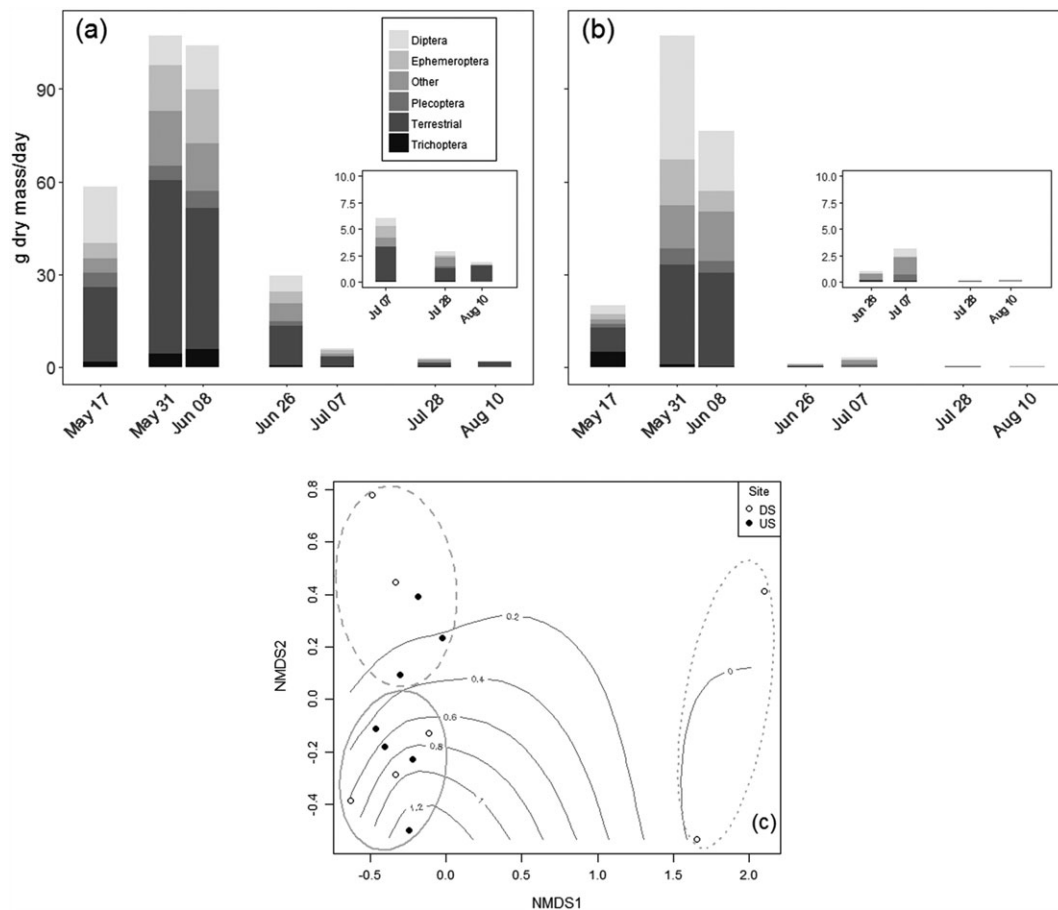 (a)
Diptera
Ephemeroptera
Other
Plecoptera
Terrestrial
Trichoptera
g dry mass/day
90
60
30
0
May 17
May 31
Jun 08
Jun 26
Jul 07
Jul 28
Aug 10
10.0
7.5
5.0
2.5
0.0
Jul 07
Jul 28
Aug 10
(b)
May 17
May 31
Jun 08
Jun 26
Jul 07
Jul 28
Aug 10
10.0
7.5
5.0
2.5
0.0
Jun 26
Jul 07
Jul 28
Aug 10
Site
DS
US
NMDS2
0.8
0.6
0.4
0.2
0.0
-0.2
-0.4
0.2
0.4
0.6
0.8
1
1.2
0
(c)
-0.5
0.0
0.5
1.0
1.5
2.0
NMDS1